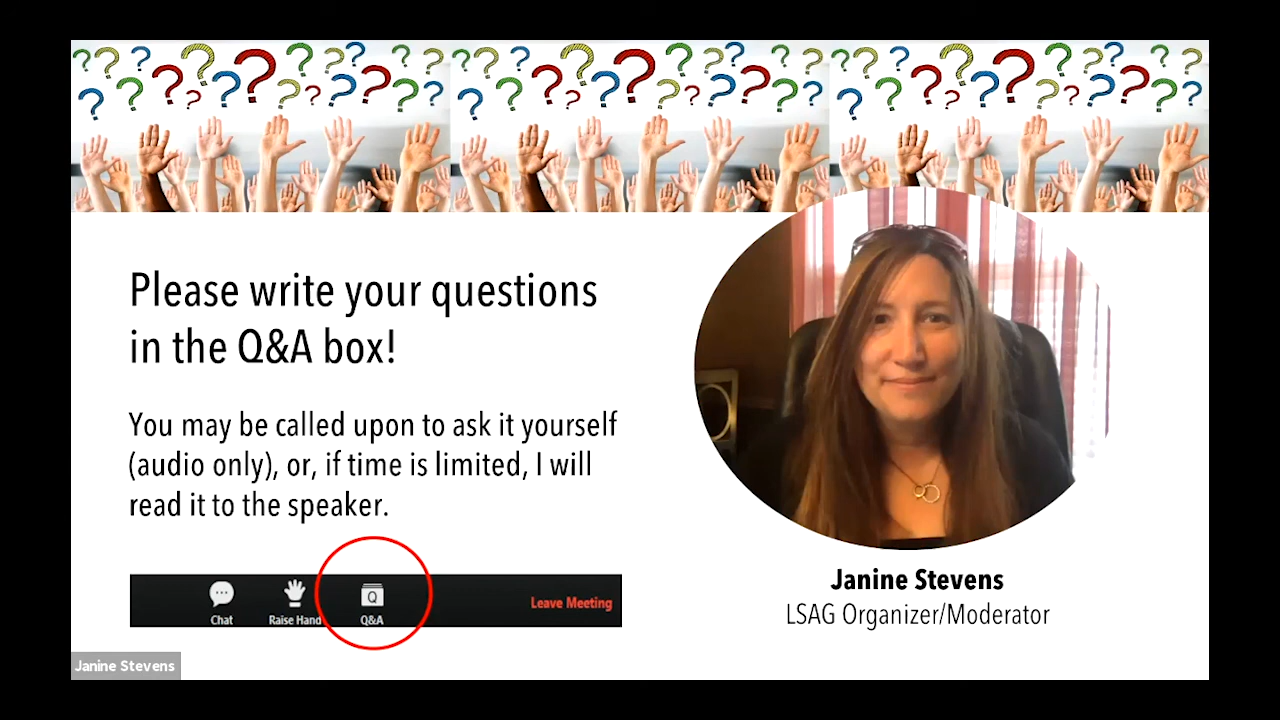 Please write your questions
in the Q&A box!
You may be called upon to ask it yourself
(audio only), or, if time is limited, I will
read it to the speaker.
Chat
Raise Hand
Q&A
Leave Meeting
Janine Stevens
LSAG Organizer/Moderator
Janine Stevens